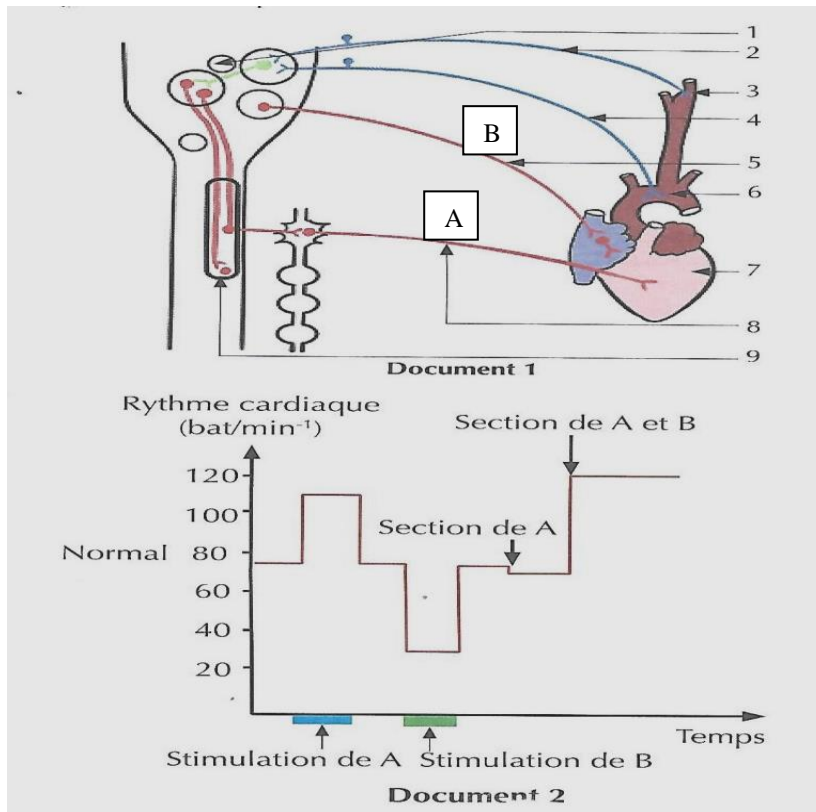 1
2
3
4
B
5
6
A
7
8
9
Document 1
Rythme cardiaque
(bat/min⁻¹)
Section de A et B
120
100
Section de A
Normal 80
60
40
20
Temps
Stimulation de A Stimulation de B
Document 2